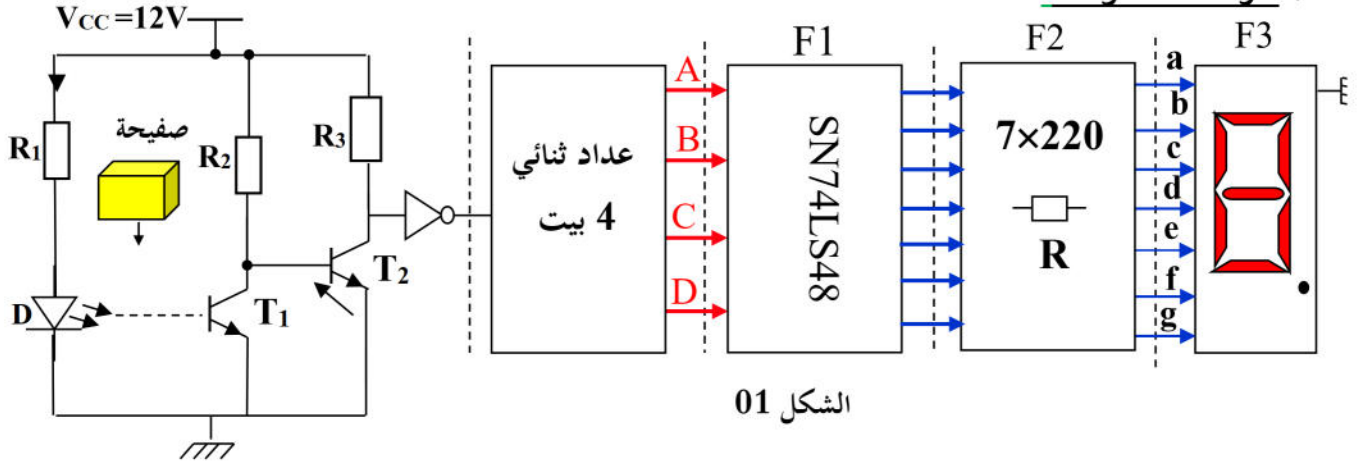 V_CC =12V
R₁
صفيحة
R₂
R₃
D
T₁
T₂
عداد ثنائي
4 بيت
A
B
C
D
F1
SN74LS48
F2
7×220
R
F3
a
b
c
d
e
f
g
الشكل 01